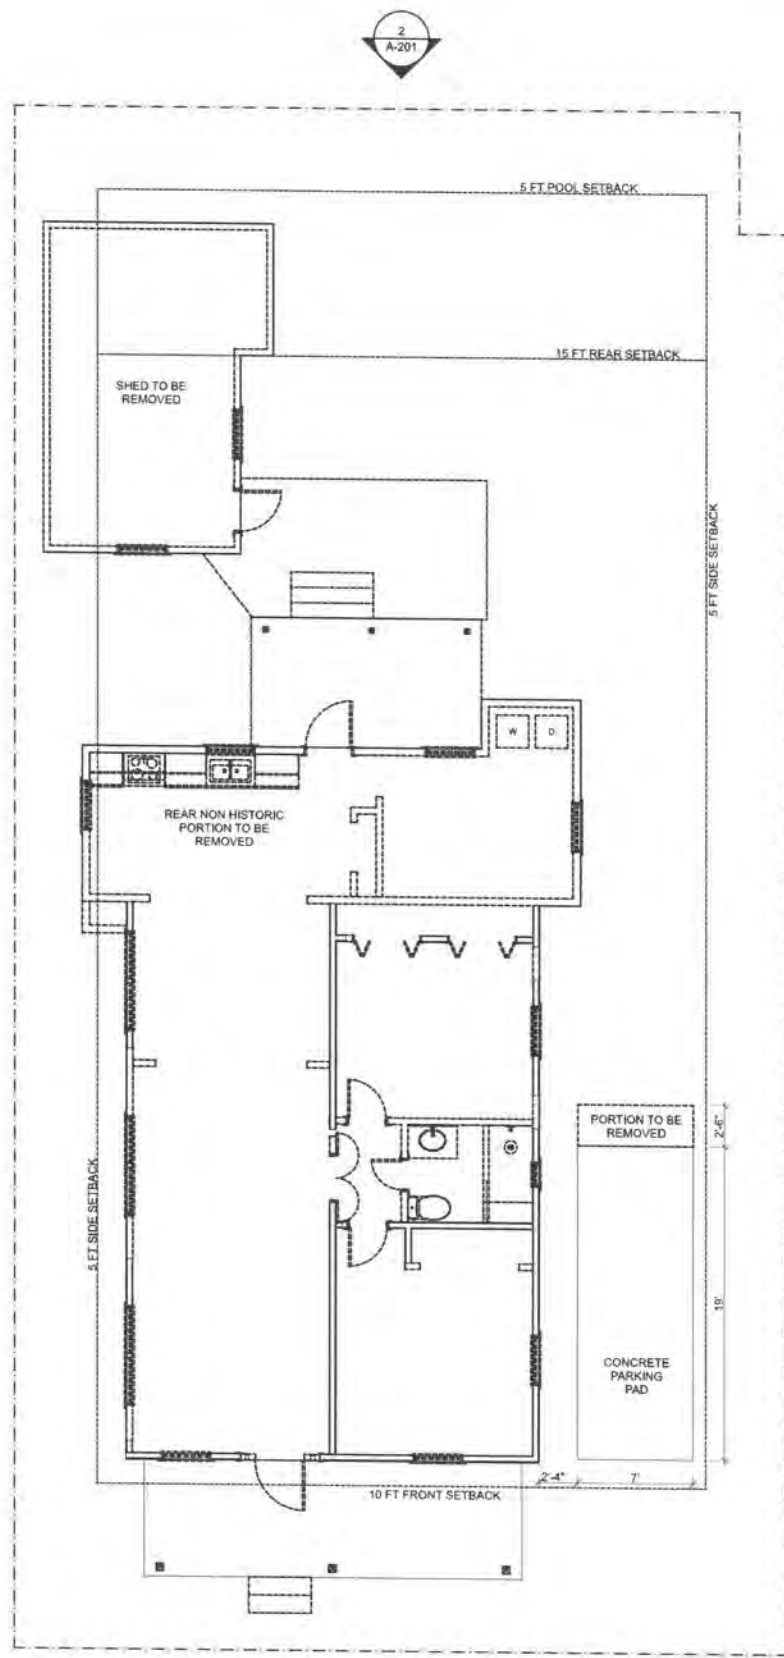 2
A-201
5 FT POOL SETBACK
15 FT REAR SETBACK
SHED TO BE
REMOVED
5 FT SIDE SETBACK
W
D
REAR NON HISTORIC
PORTION TO BE
REMOVED
PORTION TO BE
REMOVED
2'-6"
5 FT SIDE SETBACK
19'
CONCRETE
PARKING
PAD
2'-4"
7'
10 FT FRONT SETBACK